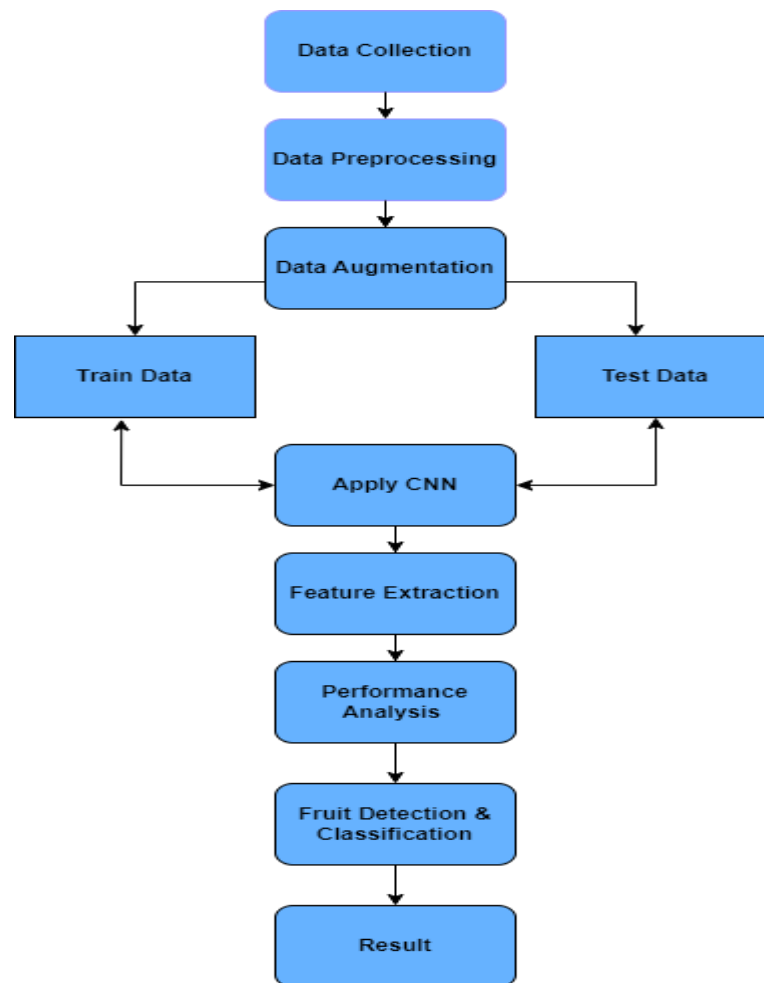 Data Collection
Data Preprocessing
Data Augmentation
Train Data
Test Data
Apply CNN
Feature Extraction
Performance
Analysis
Fruit Detection &
Classification
Result